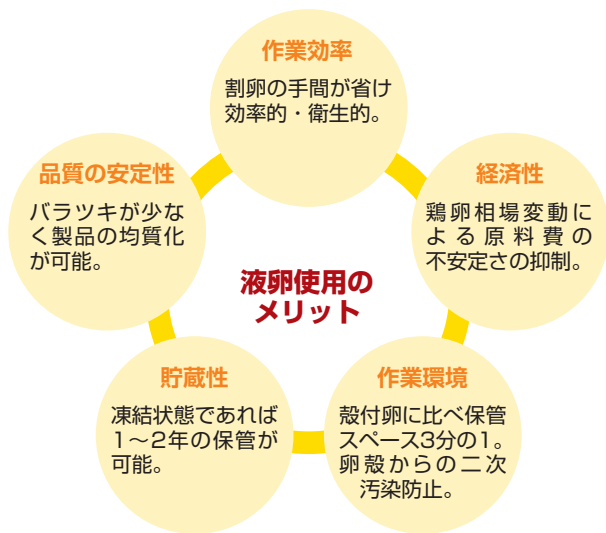 作業効率
割卵の手間が省け
効率的・衛生的。
品質の安定性
バラツキが少な
く製品の均質化
が可能。
経済性
鶏卵相場変動に
よる原料費の
不安定さの抑制。
液卵使用の
メリット
貯蔵性
凍結状態であれば
1〜2年の保管が
可能。
作業環境
殻付卵に比べ保管
スペース3分の1。
卵殻からの二次
汚染防止。